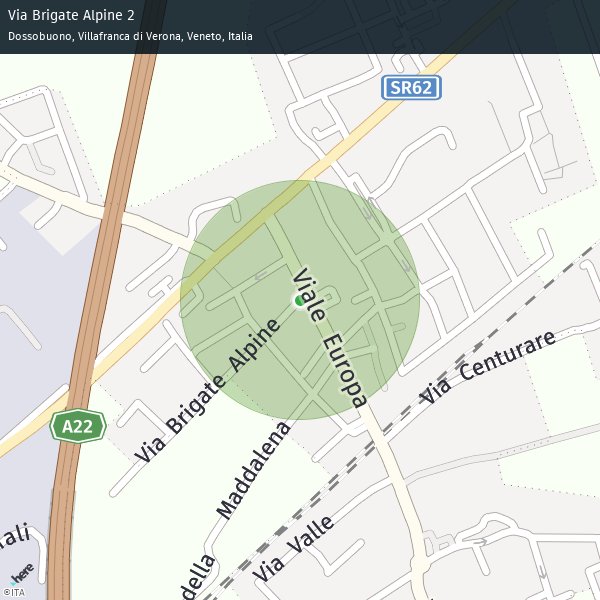 Via Brigate Alpine 2
Dossobuono, Villafranca di Verona, Veneto, Italia
SR62
Viale Europa
Via Brigate Alpine
Via Centurare
A22
Maddalena
della
Via Valle
nali
here
©ITA